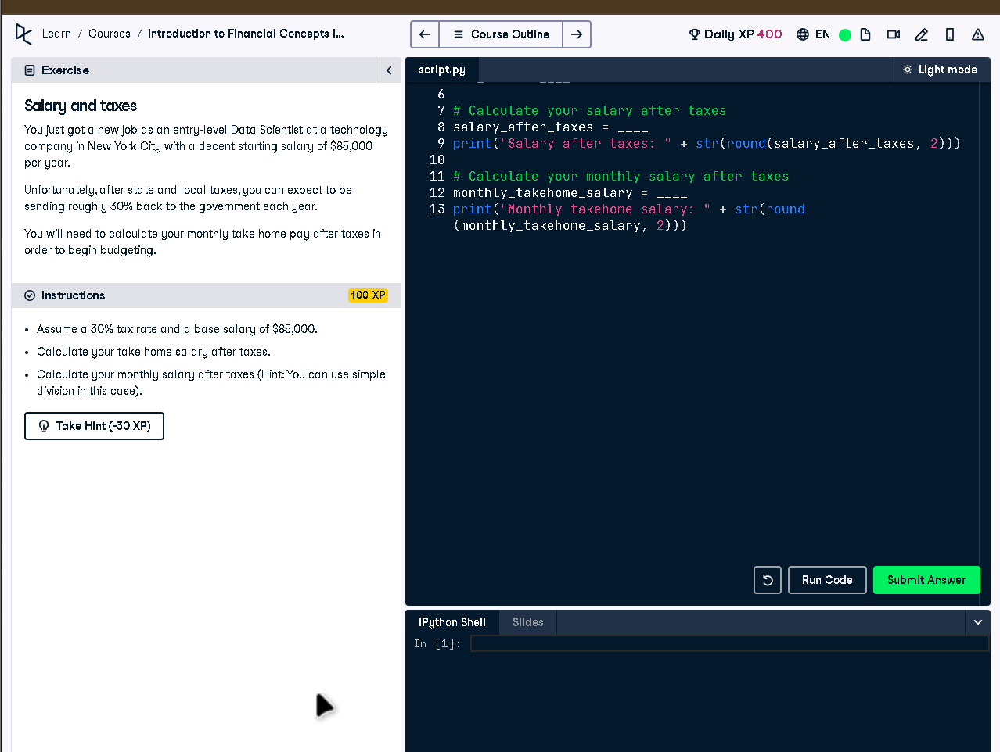 Learn / Courses / Introduction to Financial Concepts I...
Course Outline
Daily XP 400
EN
Exercise
Salary and taxes
You just got a new job as an entry-level Data Scientist at a technology
company in New York City with a decent starting salary of $85,000
per year.
Unfortunately, after state and local taxes, you can expect to be
sending roughly 30% back to the government each year.
You will need to calculate your monthly take home pay after taxes in
order to begin budgeting.
Instructions
100 XP
• Assume a 30% tax rate and a base salary of $85,000.
• Calculate your take home salary after taxes.
• Calculate your monthly salary after taxes (Hint: You can use simple
division in this case).
Take Hint (-30 XP)
script.py
Light mode
6
7 # Calculate your salary after taxes
8 salary_after_taxes = ____
9 print("Salary after taxes: " + str(round(salary_after_taxes, 2)))
10
11 # Calculate your monthly salary after taxes
12 monthly_takehome_salary = ____
13 print("Monthly takehome salary: " + str(round
(monthly_takehome_salary, 2)))
Run Code
Submit Answer
IPython Shell
Slides
In [1]: